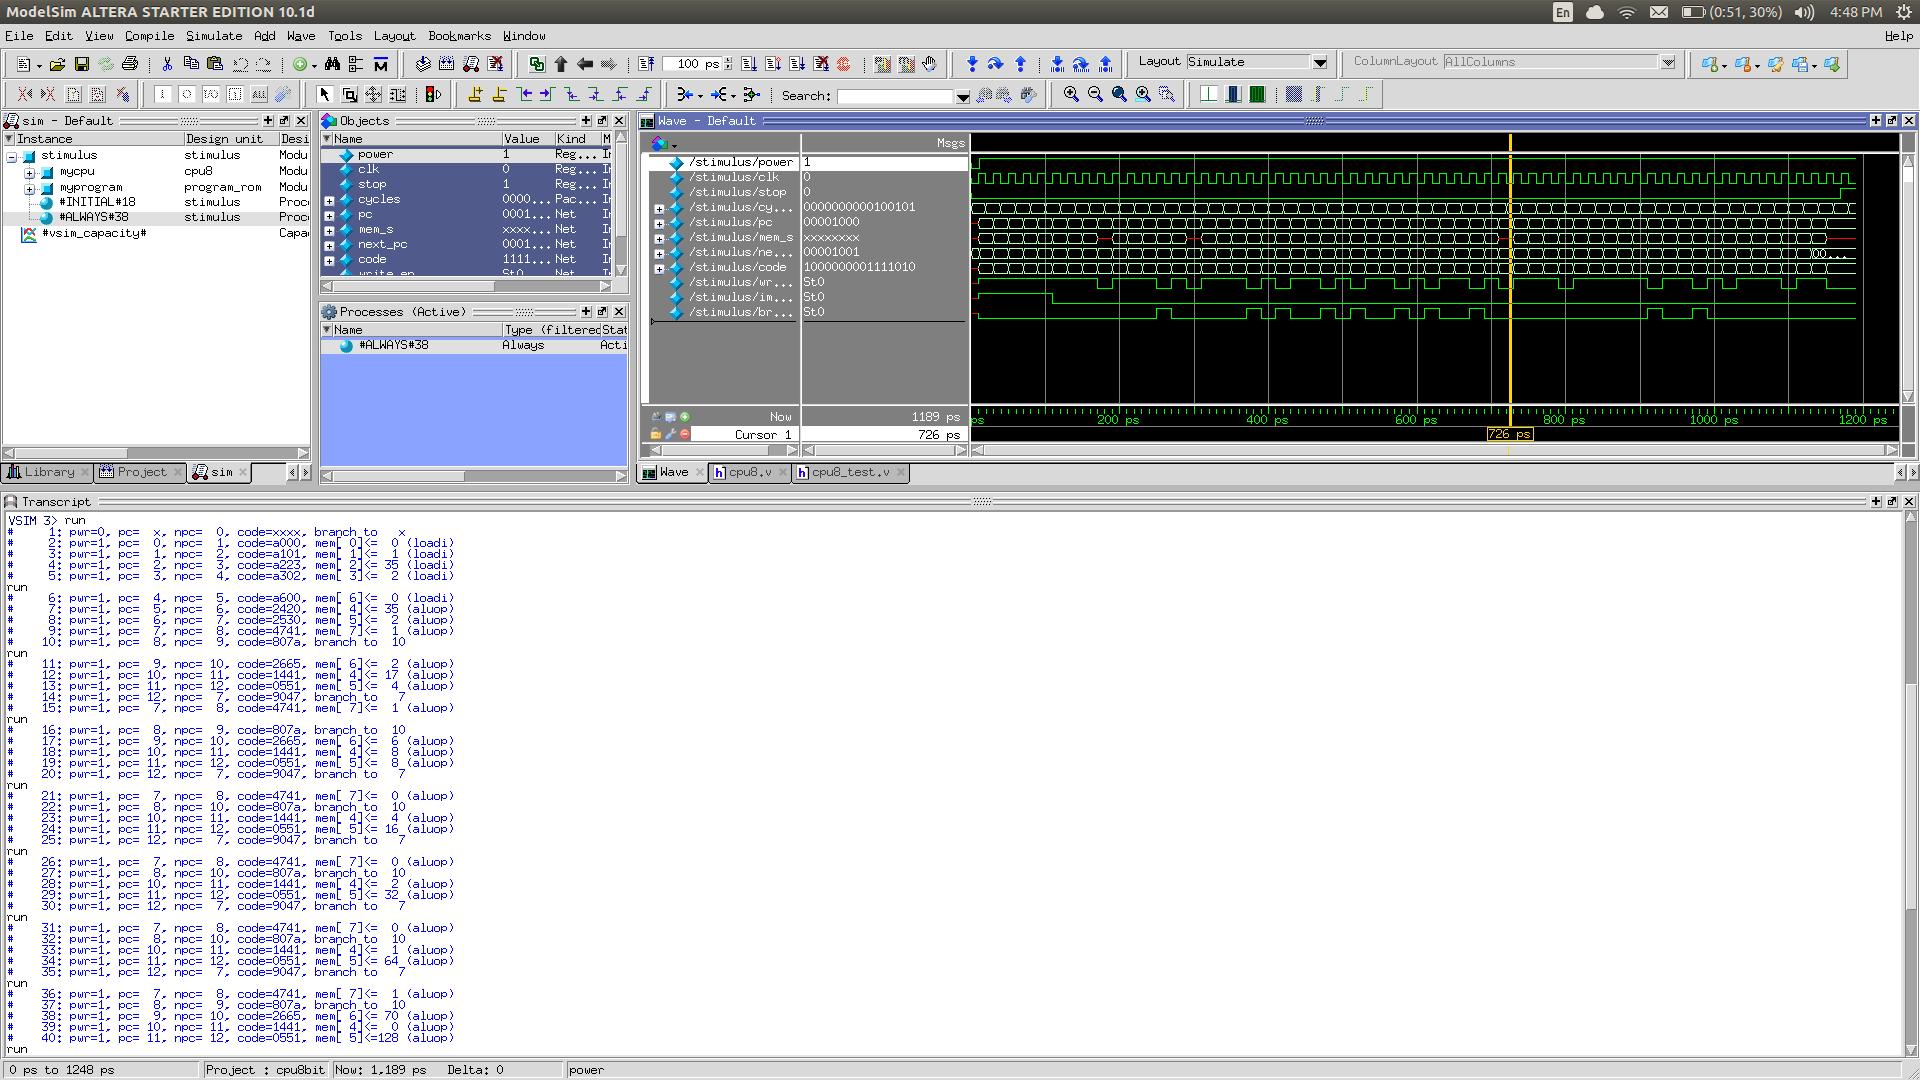 ModelSim ALTERA STARTER EDITION 10.1d
En
(0:51, 30%)
4:48 PM
File Edit View Compile Simulate Add Wave Tools Layout Bookmarks Window
Help
100 ps
Layout Simulate
ColumnLayout AllColumns
Search:
sim - Default
Instance Design unit Desi
stimulus stimulus Modu
mycpu cpu8 Modu
myprogram program_rom Modu
#INITIAL#18 stimulus Proc
#ALWAYS#38 stimulus Proc
#vsim_capacity# Capa
Library
Project
sim
Objects
Name Value Kind M
power 1 Reg... Ir
clk 0 Reg... Ir
stop 1 Reg... Ir
cycles 0000... Pac... Ir
pc 0001... Net Ir
mem_s xxxx... Net Ir
next_pc 0001... Net Ir
code 1111... Net Ir
write_en St0 Net Ir
Processes (Active)
Name Type (filtered Stat
#ALWAYS#38 Always Acti
Wave - Default
Msgs
/stimulus/power 1
/stimulus/clk 0
/stimulus/stop 0
/stimulus/cy... 0000000000100101
/stimulus/pc 00001000
/stimulus/mem_s xxxxxxxx
/stimulus/ne... 00001001
/stimulus/code 1000000001111010
/stimulus/wr... St0
/stimulus/im... St0
/stimulus/br... St0
00...
Now 1189 ps
ps 200 ps 400 ps 600 ps 800 ps 1000 ps 1200 ps
Cursor 1 726 ps
726 ps
Wave
cpu8.v
cpu8_test.v
Transcript
VSIM 3> run
# 1: pwr=0, pc= x, npc= 0, code=xxxx, branch to x
# 2: pwr=1, pc= 0, npc= 1, code=a000, mem[ 0]<= 0 (loadi)
# 3: pwr=1, pc= 1, npc= 2, code=a101, mem[ 1]<= 1 (loadi)
# 4: pwr=1, pc= 2, npc= 3, code=a223, mem[ 2]<= 35 (loadi)
# 5: pwr=1, pc= 3, npc= 4, code=a302, mem[ 3]<= 2 (loadi)
run
# 6: pwr=1, pc= 4, npc= 5, code=a600, mem[ 6]<= 0 (loadi)
# 7: pwr=1, pc= 5, npc= 6, code=2420, mem[ 4]<= 35 (aluop)
# 8: pwr=1, pc= 6, npc= 7, code=2530, mem[ 5]<= 2 (aluop)
# 9: pwr=1, pc= 7, npc= 8, code=4741, mem[ 7]<= 1 (aluop)
# 10: pwr=1, pc= 8, npc= 9, code=807a, branch to 10
run
# 11: pwr=1, pc= 9, npc= 10, code=2665, mem[ 6]<= 2 (aluop)
# 12: pwr=1, pc= 10, npc= 11, code=1441, mem[ 4]<= 17 (aluop)
# 13: pwr=1, pc= 11, npc= 12, code=0551, mem[ 5]<= 4 (aluop)
# 14: pwr=1, pc= 12, npc= 7, code=9047, branch to 7
# 15: pwr=1, pc= 7, npc= 8, code=4741, mem[ 7]<= 1 (aluop)
run
# 16: pwr=1, pc= 8, npc= 9, code=807a, branch to 10
# 17: pwr=1, pc= 9, npc= 10, code=2665, mem[ 6]<= 6 (aluop)
# 18: pwr=1, pc= 10, npc= 11, code=1441, mem[ 4]<= 8 (aluop)
# 19: pwr=1, pc= 11, npc= 12, code=0551, mem[ 5]<= 8 (aluop)
# 20: pwr=1, pc= 12, npc= 7, code=9047, branch to 7
run
# 21: pwr=1, pc= 7, npc= 8, code=4741, mem[ 7]<= 0 (aluop)
# 22: pwr=1, pc= 8, npc= 10, code=807a, branch to 10
# 23: pwr=1, pc= 10, npc= 11, code=1441, mem[ 4]<= 4 (aluop)
# 24: pwr=1, pc= 11, npc= 12, code=0551, mem[ 5]<= 16 (aluop)
# 25: pwr=1, pc= 12, npc= 7, code=9047, branch to 7
run
# 26: pwr=1, pc= 7, npc= 8, code=4741, mem[ 7]<= 0 (aluop)
# 27: pwr=1, pc= 8, npc= 10, code=807a, branch to 10
# 28: pwr=1, pc= 10, npc= 11, code=1441, mem[ 4]<= 2 (aluop)
# 29: pwr=1, pc= 11, npc= 12, code=0551, mem[ 5]<= 32 (aluop)
# 30: pwr=1, pc= 12, npc= 7, code=9047, branch to 7
run
# 31: pwr=1, pc= 7, npc= 8, code=4741, mem[ 7]<= 0 (aluop)
# 32: pwr=1, pc= 8, npc= 10, code=807a, branch to 10
# 33: pwr=1, pc= 10, npc= 11, code=1441, mem[ 4]<= 1 (aluop)
# 34: pwr=1, pc= 11, npc= 12, code=0551, mem[ 5]<= 64 (aluop)
# 35: pwr=1, pc= 12, npc= 7, code=9047, branch to 7
run
# 36: pwr=1, pc= 7, npc= 8, code=4741, mem[ 7]<= 1 (aluop)
# 37: pwr=1, pc= 8, npc= 9, code=807a, branch to 10
# 38: pwr=1, pc= 9, npc= 10, code=2665, mem[ 6]<= 70 (aluop)
# 39: pwr=1, pc= 10, npc= 11, code=1441, mem[ 4]<= 0 (aluop)
# 40: pwr=1, pc= 11, npc= 12, code=0551, mem[ 5]<=128 (aluop)
run
0 ps to 1248 ps
Project : cpu8bit
Now: 1,189 ps Delta: 0
power